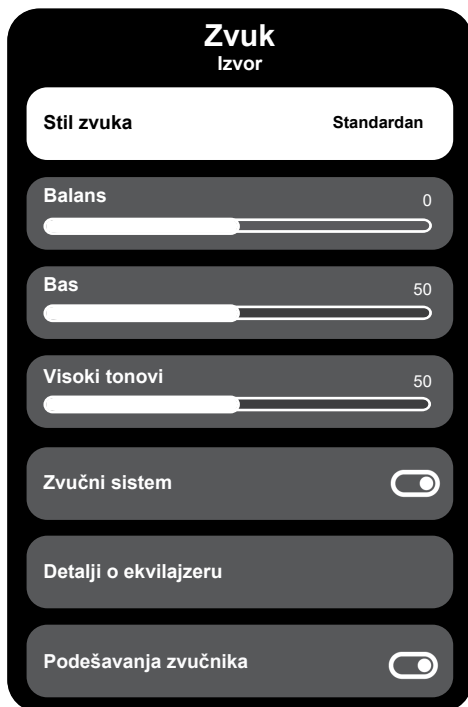 Zvuk
Izvor
Stil zvuka Standardan
Balans 0
Bas 50
Visoki tonovi 50
Zvučni sistem
Detalji o ekvilajzeru
Podešavanja zvučnika